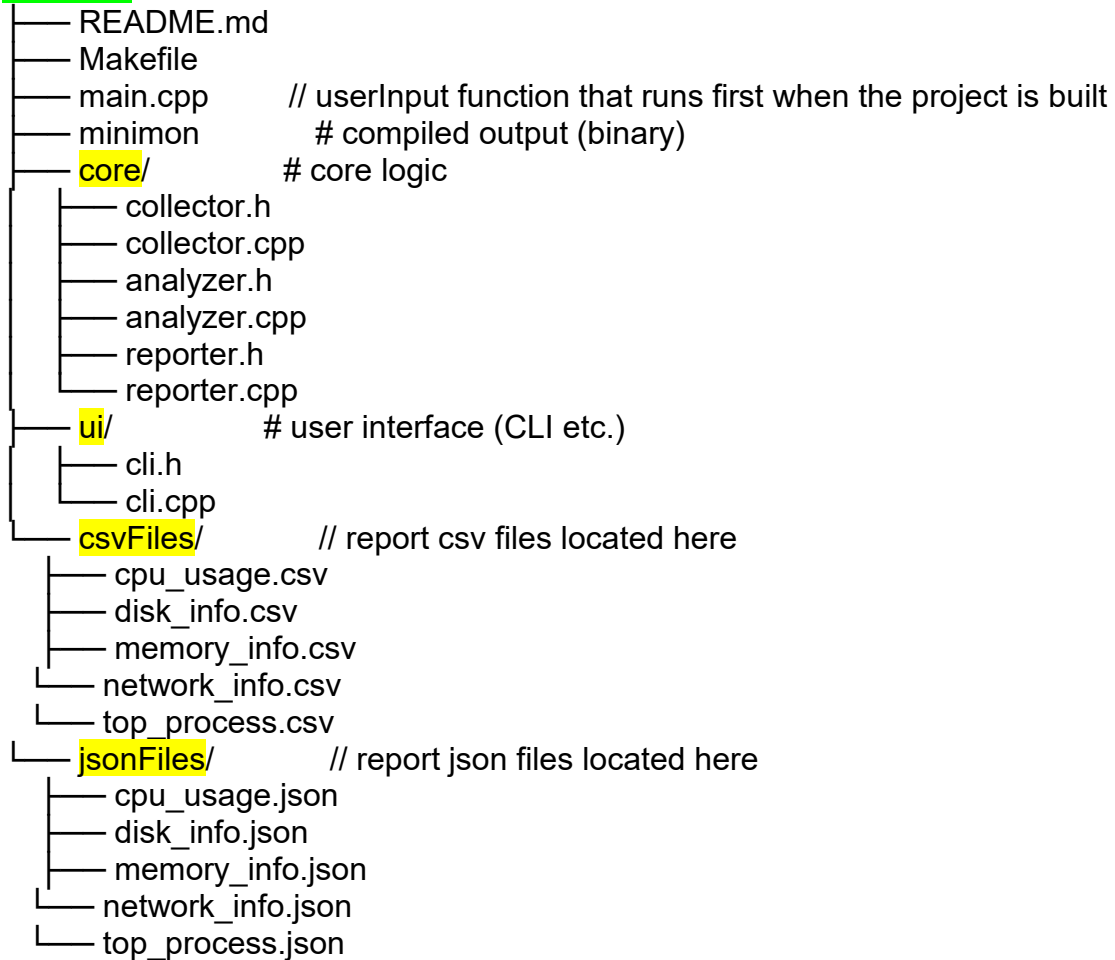 ├── README.md
├── Makefile
├── main.cpp // userInput function that runs first when the project is built
├── minimon # compiled output (binary)
├── core/ # core logic
│ ├── collector.h
│ ├── collector.cpp
│ ├── analyzer.h
│ ├── analyzer.cpp
│ ├── reporter.h
│ └── reporter.cpp
├── ui/ # user interface (CLI etc.)
│ ├── cli.h
│ └── cli.cpp
└── csvFiles/ // report csv files located here
├── cpu_usage.csv
├── disk_info.csv
├── memory_info.csv
└── network_info.csv
└── top_process.csv
└── jsonFiles/ // report json files located here
├── cpu_usage.json
├── disk_info.json
├── memory_info.json
└── network_info.json
└── top_process.json